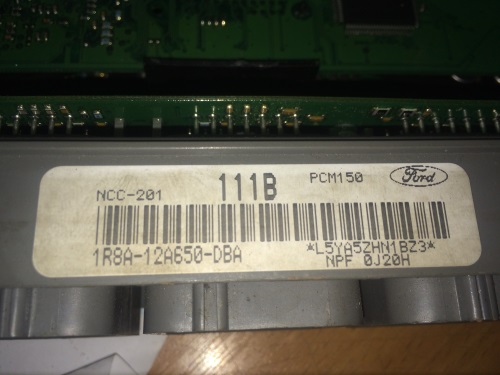 NCC-201 111B PCM150 Ford
1R8A-12A650-DBA *L5YA5ZHN1BZ3*
NPF 0J20H